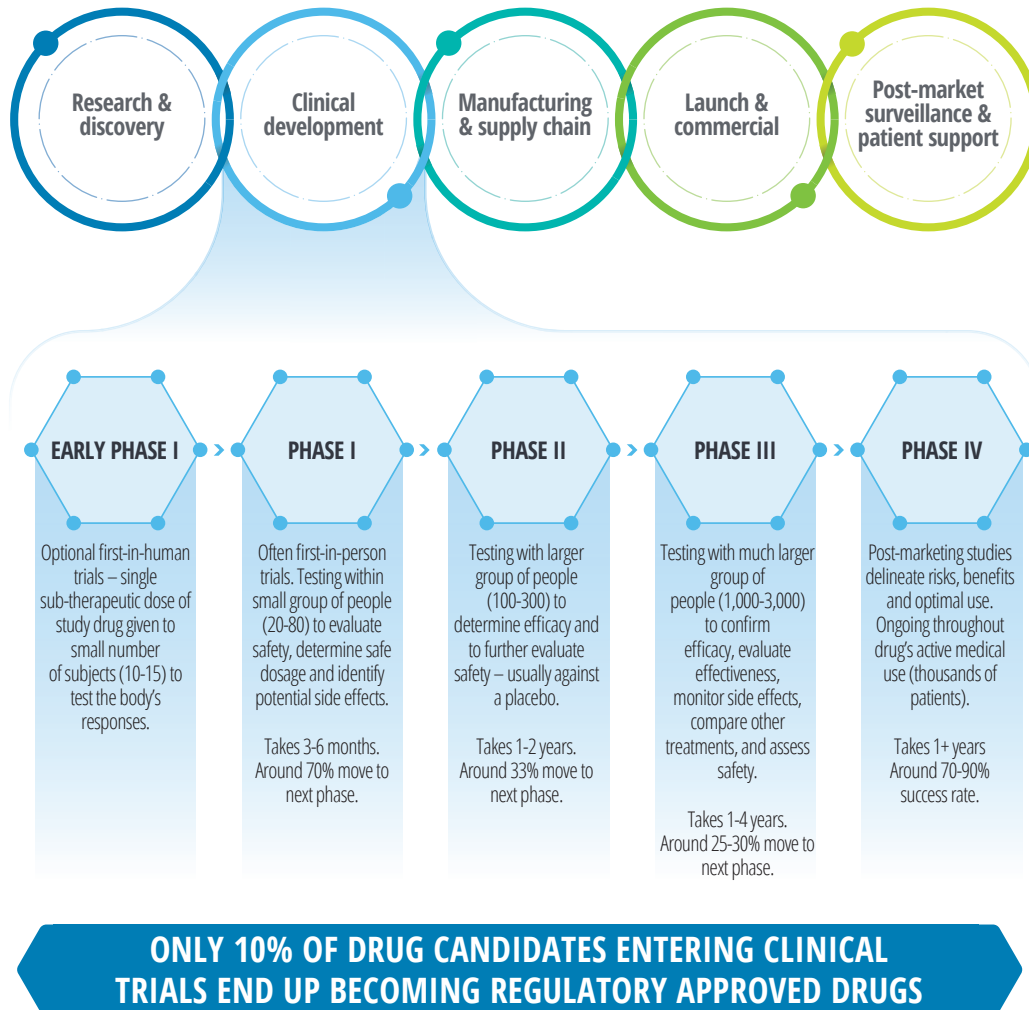 Research &
discovery
Clinical
development
Manufacturing
& supply chain
Launch &
commercial
Post-market
surveillance &
patient support
EARLY PHASE I
PHASE I
PHASE II
PHASE III
PHASE IV
Optional first-in-human
trials – single
sub-therapeutic dose of
study drug given to
small number
of subjects (10-15) to
test the body's
responses.
Often first-in-person
trials. Testing within
small group of people
(20-80) to evaluate
safety, determine safe
dosage and identify
potential side effects.
Takes 3-6 months.
Around 70% move to
next phase.
Testing with larger
group of people
(100-300) to
determine efficacy and
to further evaluate
safety – usually against
a placebo.
Takes 1-2 years.
Around 33% move to
next phase.
Testing with much larger
group of
people (1,000-3,000)
to confirm
efficacy, evaluate
effectiveness,
monitor side effects,
compare other
treatments, and assess
safety.
Takes 1-4 years.
Around 25-30% move to
next phase.
Post-marketing studies
delineate risks, benefits
and optimal use.
Ongoing throughout
drug's active medical
use (thousands of
patients).
Takes 1+ years
Around 70-90%
success rate.
ONLY 10% OF DRUG CANDIDATES ENTERING CLINICAL
TRIALS END UP BECOMING REGULATORY APPROVED DRUGS